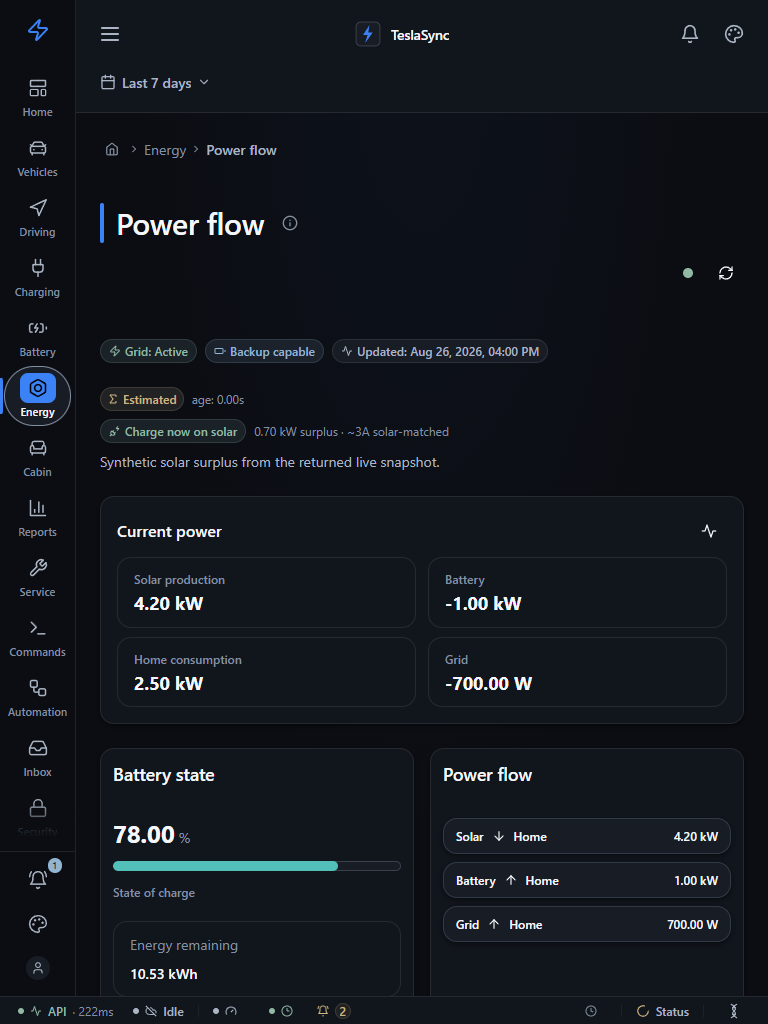 TeslaSync
Last 7 days
Home
Vehicles
Driving
Charging
Battery
Energy
Cabin
Reports
Service
Commands
Automation
Inbox
Security
1
Energy
Power flow
Power flow
Grid: Active
Backup capable
Updated: Aug 26, 2026, 04:00 PM
Σ Estimated
age: 0.00s
Charge now on solar
0.70 kW surplus · ~3A solar-matched
Synthetic solar surplus from the returned live snapshot.
Current power
Solar production
4.20 kW
Battery
-1.00 kW
Home consumption
2.50 kW
Grid
-700.00 W
Battery state
78.00 %
State of charge
Energy remaining
10.53 kWh
Power flow
Solar ↓ Home 4.20 kW
Battery ↑ Home 1.00 kW
Grid ↑ Home 700.00 W
API · 222ms
Idle
2
Status